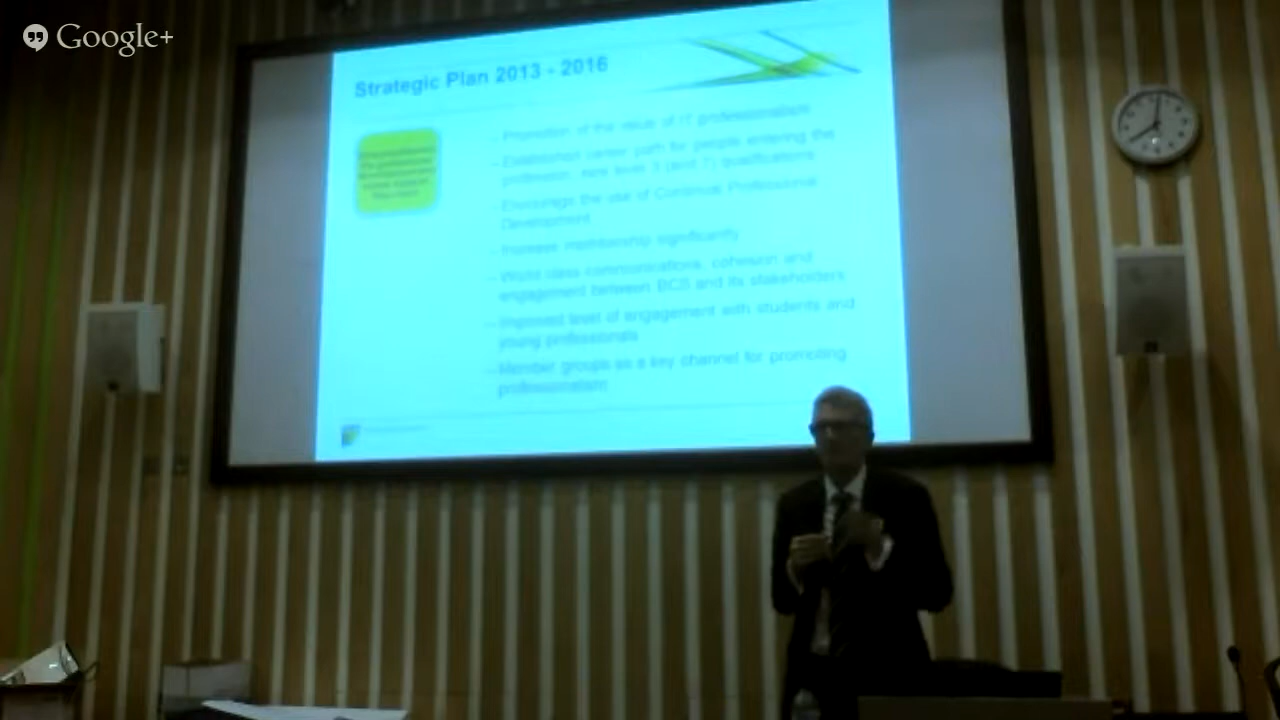 Google+
Strategic Plan 2013 - 2016
Promotion of the value of IT professionalism
Established career path for people entering the
profession, new level 3 (and 7) qualifications
Encourage the use of Continual Professional
Development
Increase membership significantly
World class communications, cohesion and
engagement between BCS and its stakeholders
Improved level of engagement with students and
young professionals
Member groups as a key channel for promoting
professionalism